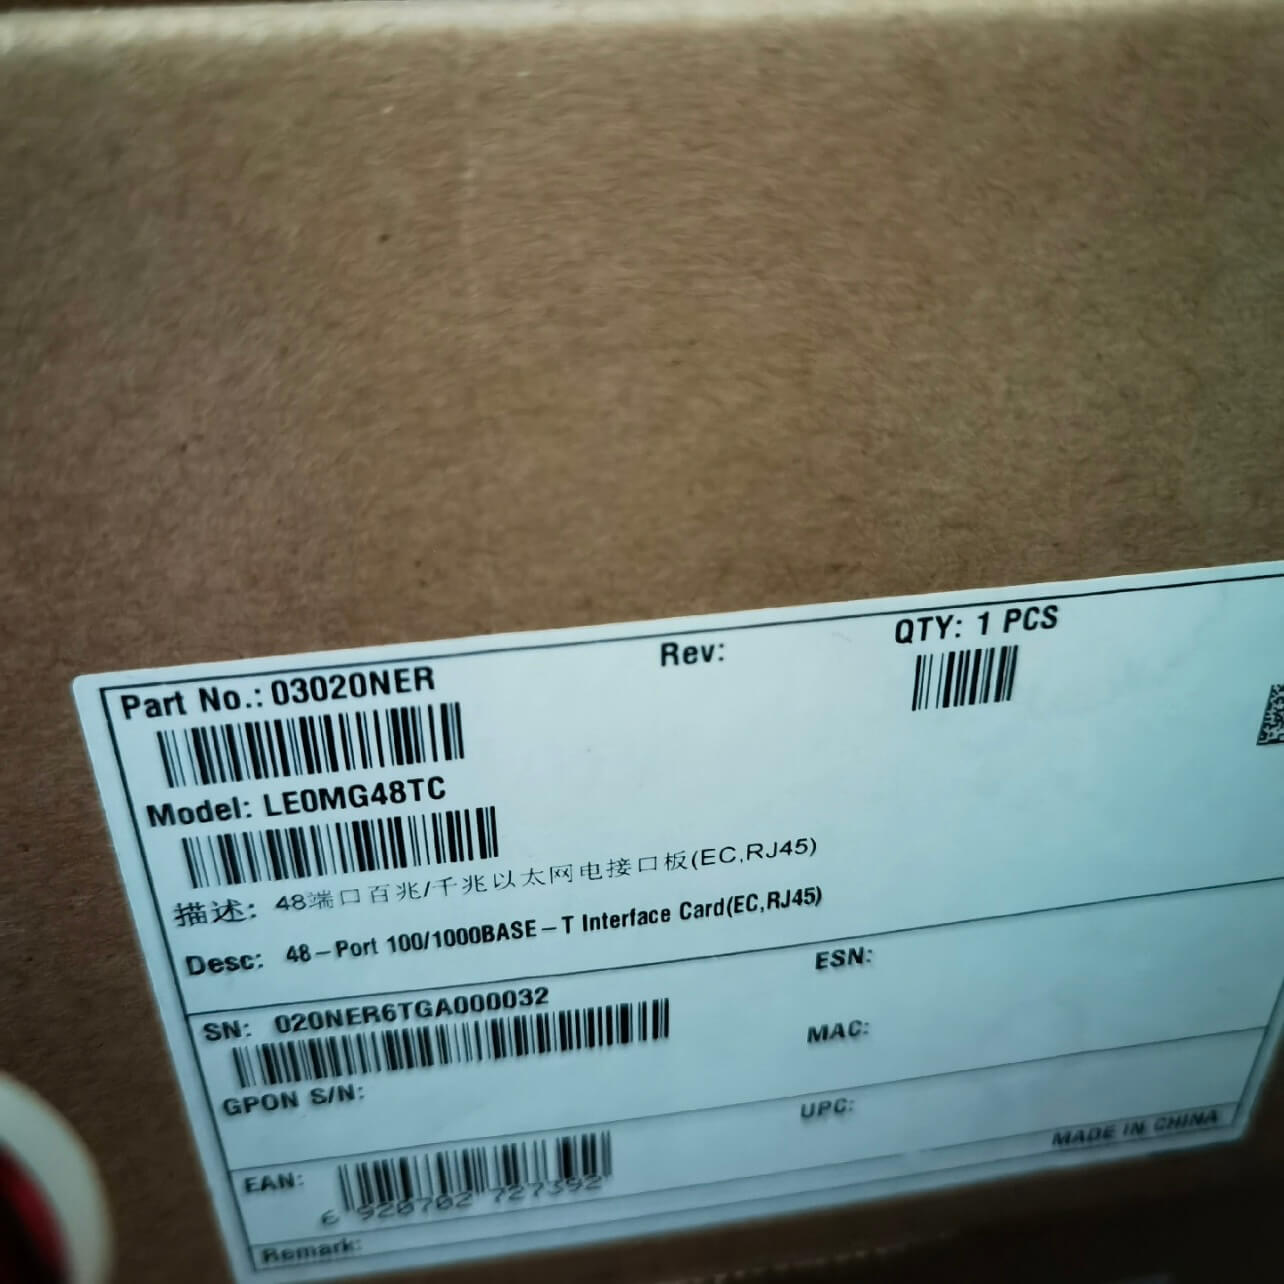 Part No.: 03020NER
Rev:
QTY: 1 PCS
Model: LE0MG48TC
描述: 48端口百兆/千兆以太网电接口板(EC,RJ45)
Desc: 48-Port 100/1000BASE-T Interface Card(EC,RJ45)
SN: 020NER6TGA000032
ESN:
MAC:
GPON S/N:
UPC:
EAN:
6 920702 727392
MADE IN CHINA
Remark: